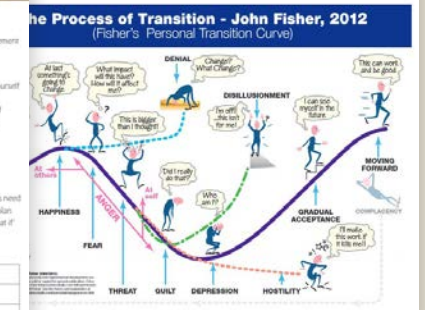 he Process of Transition - John Fisher, 2012
(Fisher's Personal Transition Curve)
At last
something's
going to
change.
What impact
will this have?
How will it affect
me?
DENIAL
Change?
What Change?
This is bigger
than I thought!
DISILLUSIONMENT
I'm off!
...this isn't
for me!
I can see
myself in the
future
This can work
and be good
At
others
ANGER
At
self
Did I really
do that?
Who
am I?
HAPPINESS
FEAR
THREAT
GUILT
DEPRESSION
HOSTILITY
GRADUAL
ACCEPTANCE
MOVING
FORWARD
COMPLACENCY
I'll make
this work if
it kills me!!
need